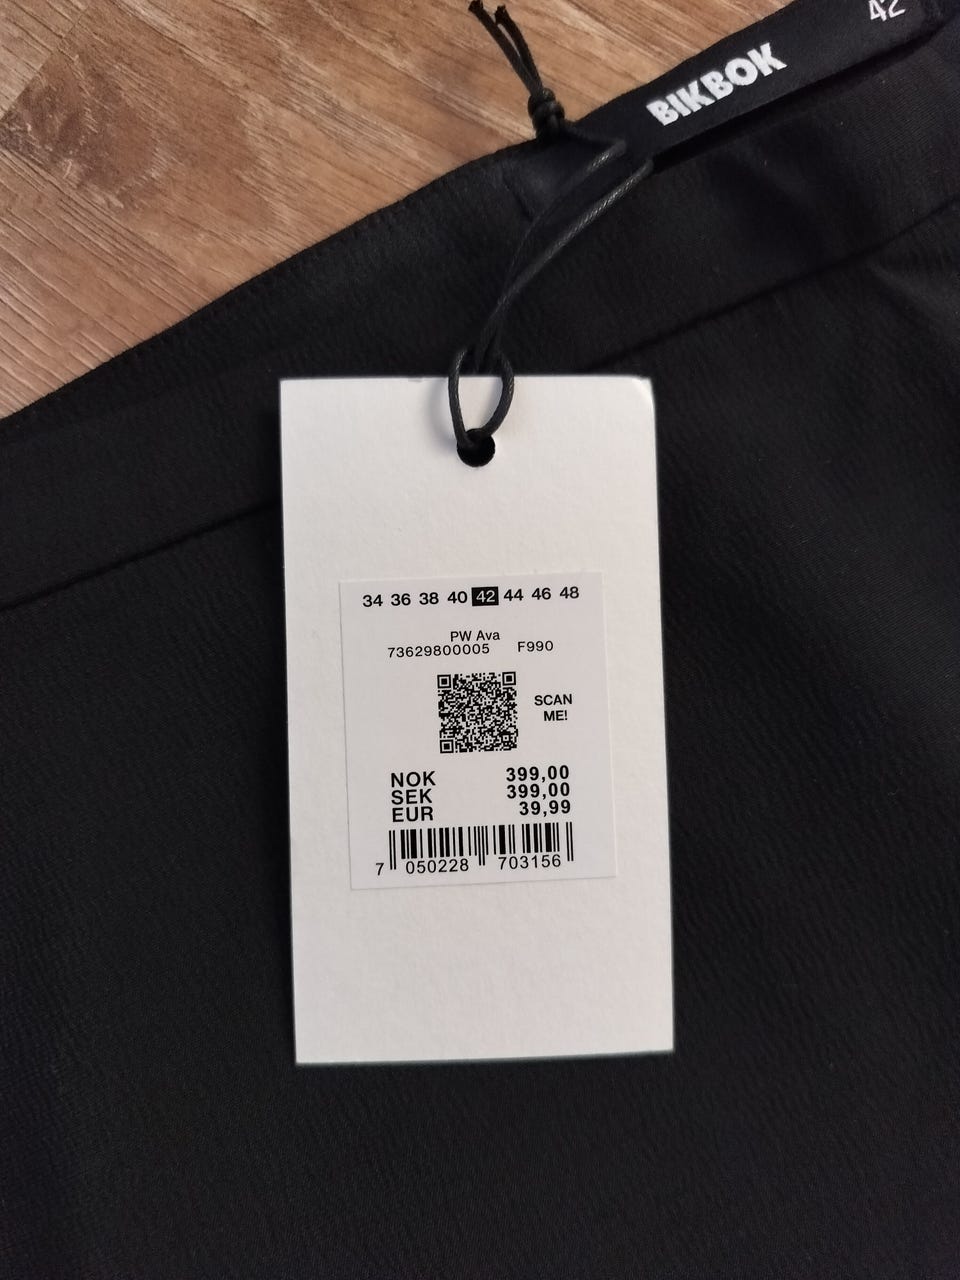 42
BIKBOK
34 36 38 40 42 44 46 48
PW Ava
73629800005 F990
SCAN
ME!
NOK 399,00
SEK 399,00
EUR 39,99
7 050228 703156